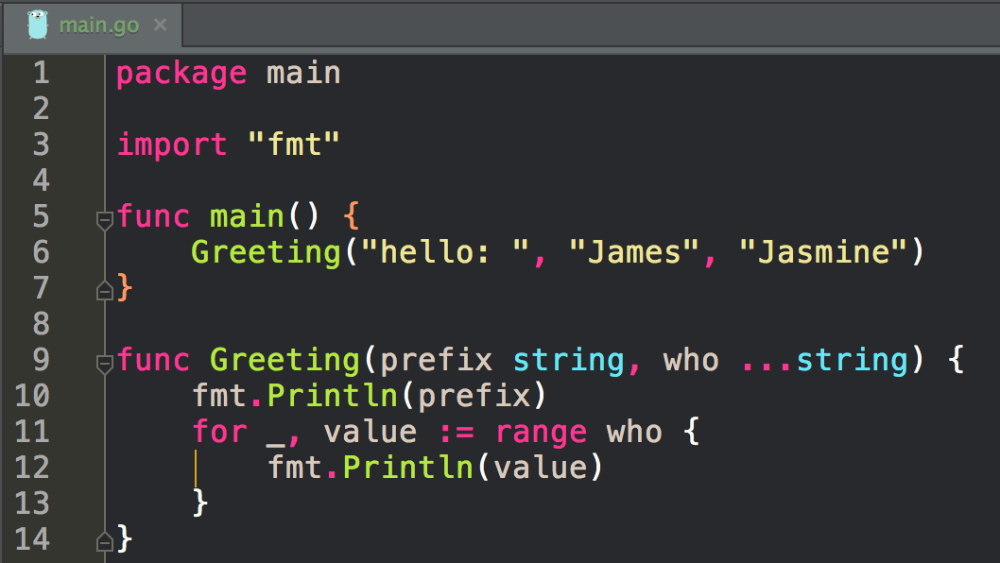 main.go ×
1 package main
2
3 import "fmt"
4
5 func main() {
6     Greeting("hello: ", "James", "Jasmine")
7 }
8
9 func Greeting(prefix string, who ...string) {
10     fmt.Println(prefix)
11     for _, value := range who {
12         fmt.Println(value)
13     }
14 }